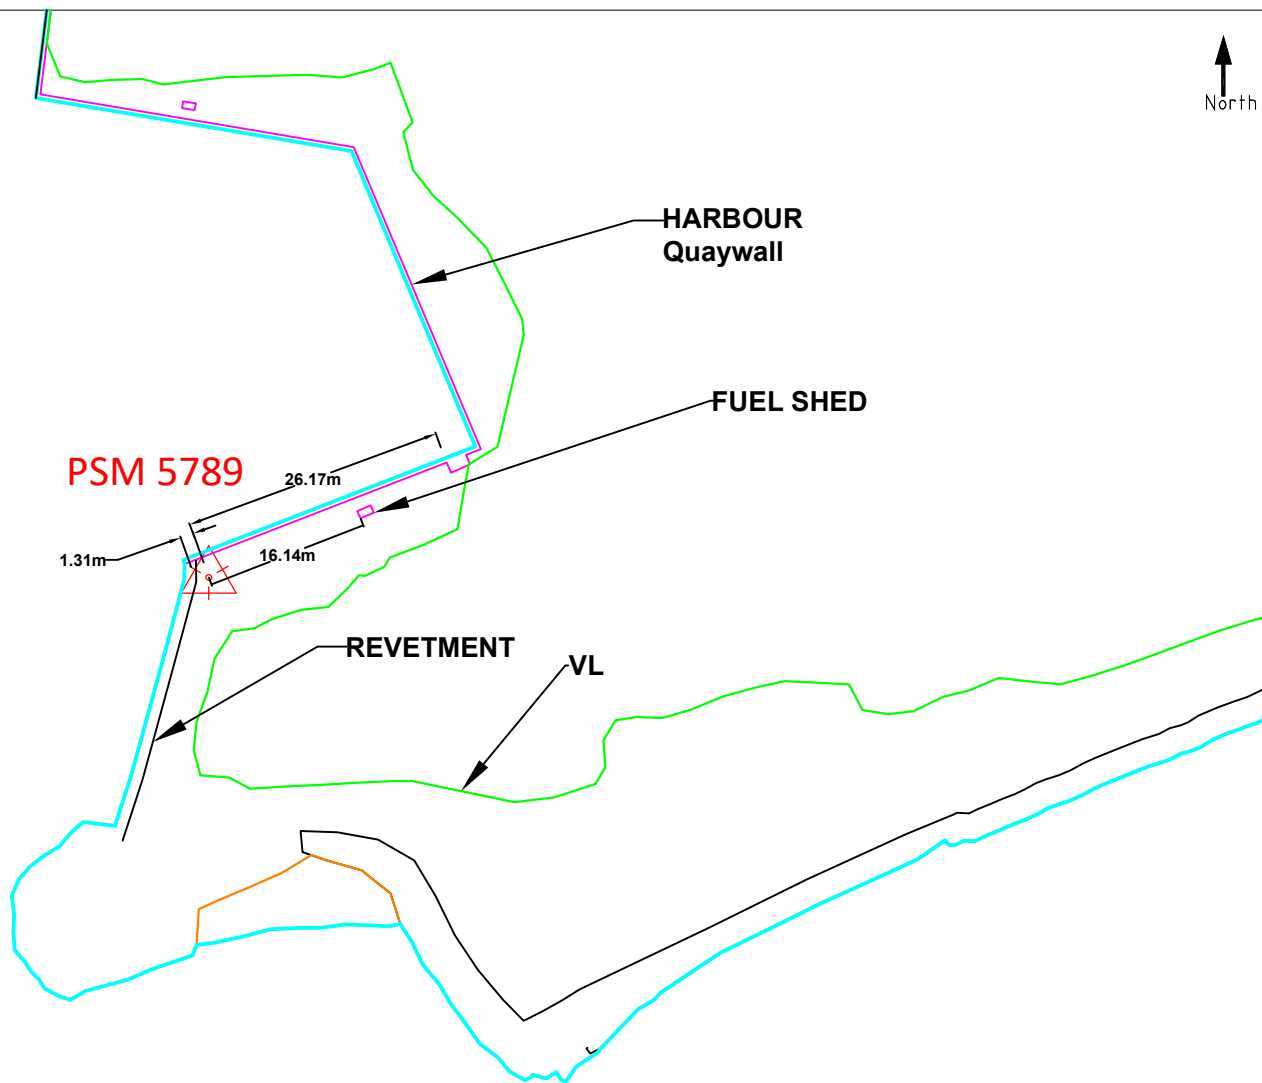 North
HARBOUR
Quaywall
FUEL SHED
PSM 5789
26.17m
1.31m
16.14m
REVETMENT
VL